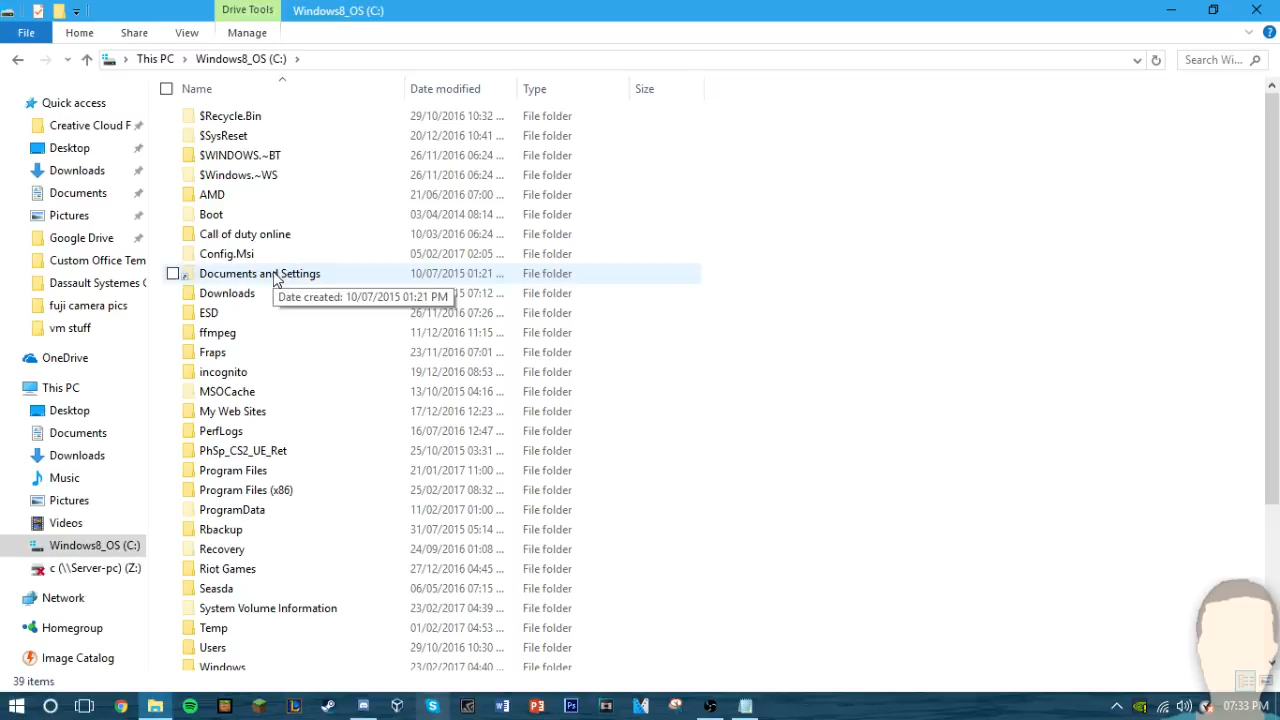 Drive Tools
Windows8_OS (C:)
File
Home
Share
View
Manage
This PC
Windows8_OS (C:)
Search Wi...
Name
Date modified
Type
Size
Quick access
Creative Cloud F
Desktop
Downloads
Documents
Pictures
Google Drive
Custom Office Tem
Dassault Systemes C
fuji camera pics
vm stuff
OneDrive
This PC
Desktop
Documents
Downloads
Music
Pictures
Videos
Windows8_OS (C:)
c (\\Server-pc) (Z:)
Network
Homegroup
Image Catalog
$Recycle.Bin 29/10/2016 10:32 ... File folder
$SysReset 20/12/2016 10:41 ... File folder
$WINDOWS.~BT 26/11/2016 06:24 ... File folder
$Windows.~WS 26/11/2016 06:24 ... File folder
AMD 21/06/2016 07:00 ... File folder
Boot 03/04/2014 08:14 ... File folder
Call of duty online 10/03/2016 06:24 ... File folder
Config.Msi 05/02/2017 02:05 ... File folder
Documents and Settings 10/07/2015 01:21 ... File folder
Date created: 10/07/2015 01:21 PM
Downloads 07:12 ... File folder
ESD 26/11/2016 07:26 ... File folder
ffmpeg 11/12/2016 11:15 ... File folder
Fraps 23/11/2016 07:01 ... File folder
incognito 19/12/2016 08:53 ... File folder
MSOCache 13/10/2015 04:16 ... File folder
My Web Sites 17/12/2016 12:23 ... File folder
PerfLogs 16/07/2016 12:47 ... File folder
PhSp_CS2_UE_Ret 25/10/2015 03:31 ... File folder
Program Files 21/01/2017 11:00 ... File folder
Program Files (x86) 25/02/2017 08:32 ... File folder
ProgramData 11/02/2017 01:00 ... File folder
Rbackup 31/07/2015 05:14 ... File folder
Recovery 24/09/2016 01:08 ... File folder
Riot Games 27/12/2016 04:45 ... File folder
Seasda 06/05/2016 07:15 ... File folder
System Volume Information 23/02/2017 04:39 ... File folder
Temp 01/02/2017 04:53 ... File folder
Users 29/10/2016 10:30 ... File folder
Windows 23/02/2017 04:40 ... File folder
39 items
07:33 PM